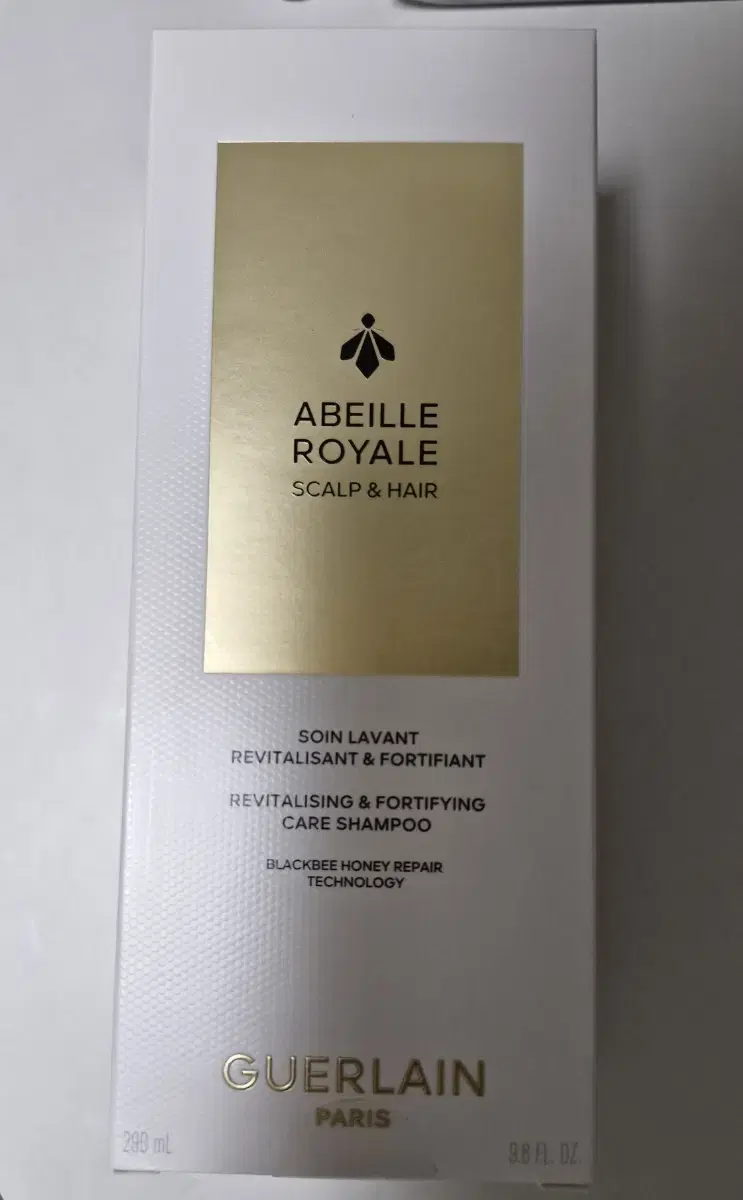 ABEILLE
ROYALE
SCALP & HAIR
SOIN LAVANT
REVITALISANT & FORTIFIANT
REVITALISING & FORTIFYING
CARE SHAMPOO
BLACKBEE HONEY REPAIR
TECHNOLOGY
GUERLAIN
PARIS
290 mL
9.8 FL. OZ.